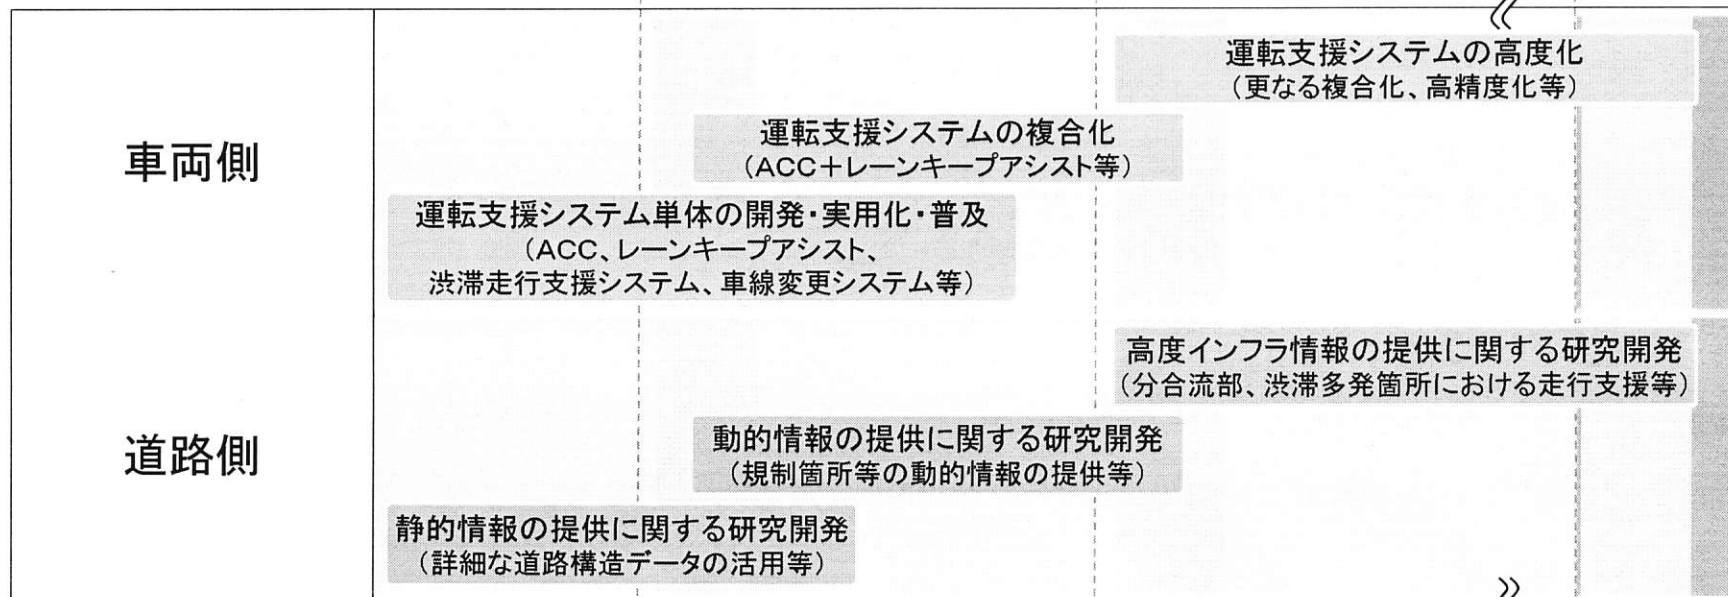 車両側
運転支援システムの高度化
（更なる複合化、高精度化等）
運転支援システムの複合化
（ACC＋レーンキープアシスト等）
運転支援システム単体の開発・実用化・普及
（ACC、レーンキープアシスト、
渋滞走行支援システム、車線変更システム等）
道路側
高度インフラ情報の提供に関する研究開発
（分合流部、渋滞多発箇所における走行支援等）
動的情報の提供に関する研究開発
（規制箇所等の動的情報の提供等）
静的情報の提供に関する研究開発
（詳細な道路構造データの活用等）